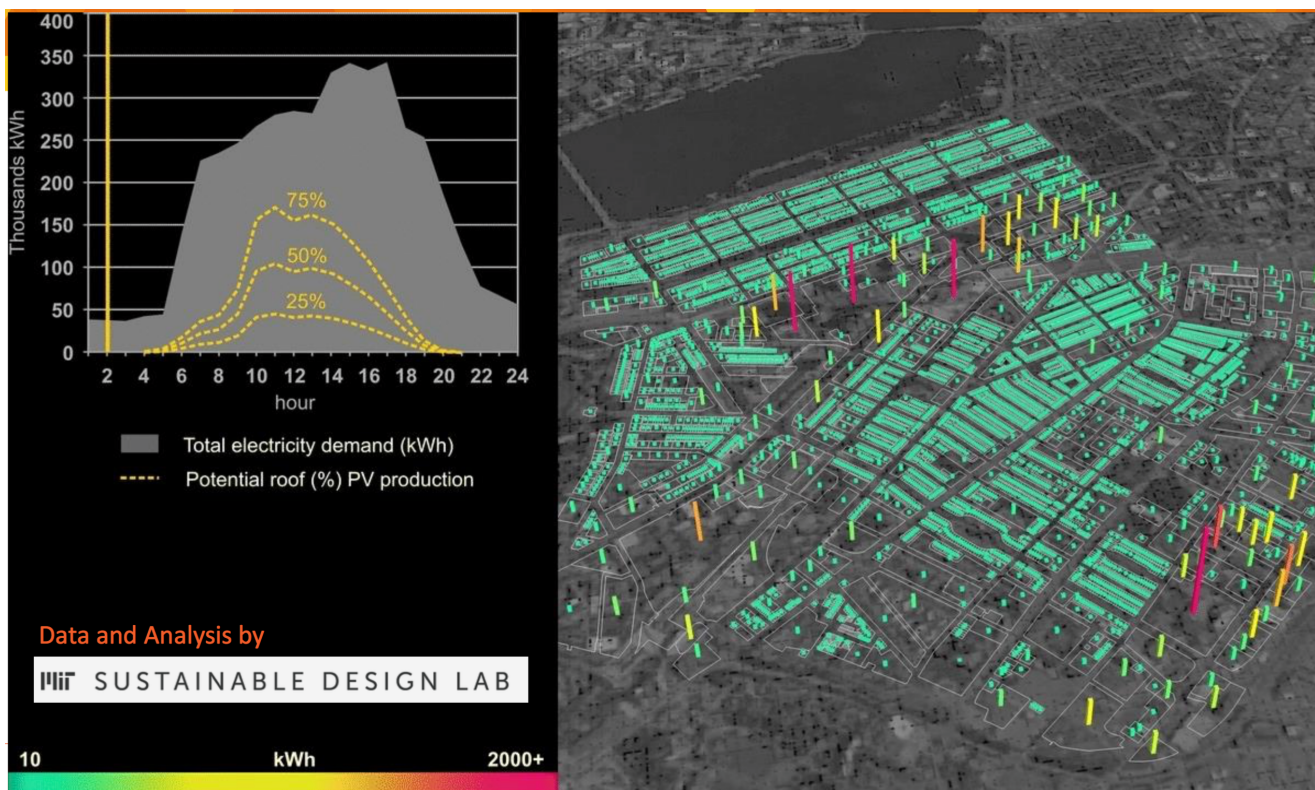 400
350
300
250
200
150
100
50
0
Thousands kWh
75%
50%
25%
2 4 6 8 10 12 14 16 18 20 22 24
hour
Total electricity demand (kWh)
Potential roof (%) PV production
Data and Analysis by
MIT SUSTAINABLE DESIGN LAB
10 kWh 2000+